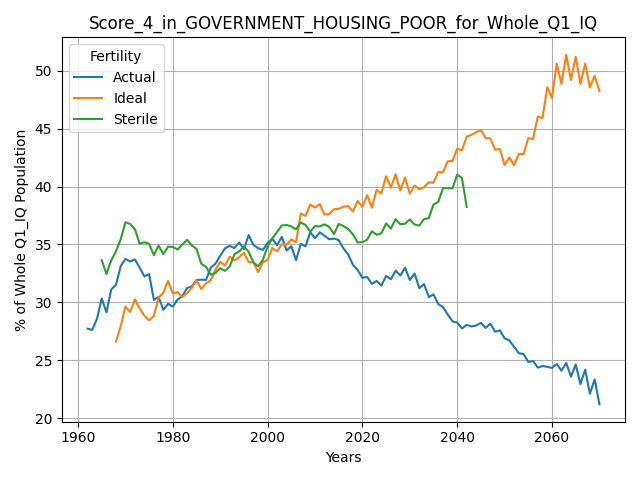 Score_4_in_GOVERNMENT_HOUSING_POOR_for_Whole_Q1_IQ
Fertility
Actual
Ideal
Sterile
% of Whole Q1_IQ Population
50
45
40
35
30
25
20
1960 1980 2000 2020 2040 2060
Years